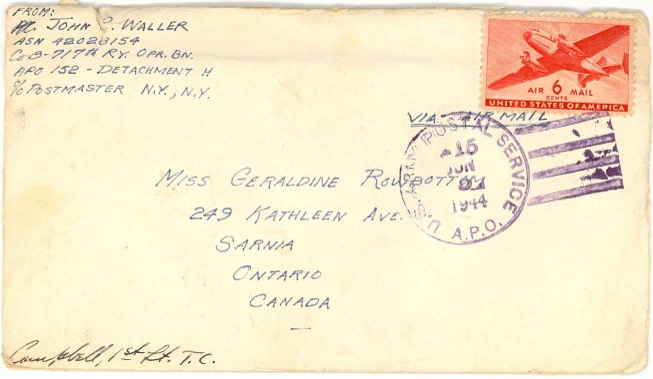 FROM:
JOHN C. WALLER
ASN 42028154
Co B-717th RY. OPR. BN.
APO 152 - DETACHMENT H
c/o POSTMASTER N.Y., N.Y.
AIR 6 MAIL
CENTS
UNITED STATES OF AMERICA
VIA - AIR MAIL
U.S. ARMY POSTAL SERVICE
15
JUN
1944
A.P.O.
MISS GERALDINE ROWBOTTOM
249 KATHLEEN AVE.
SARNIA
ONTARIO
CANADA
Campbell, 1st Lt. T.C.